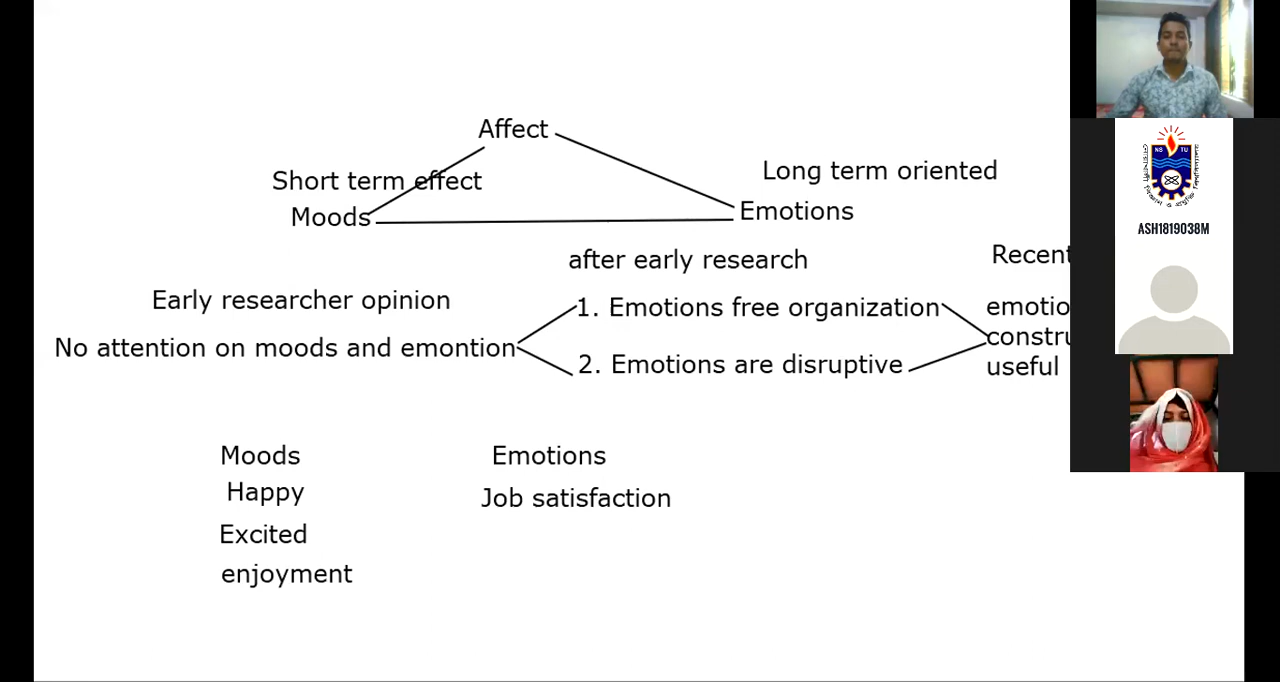 Affect
Short term effect
Long term oriented
Moods
Emotions
after early research
Recent
Early researcher opinion
1. Emotions free organization
No attention on moods and emontion
2. Emotions are disruptive
useful
Moods
Emotions
Happy
Job satisfaction
Excited
enjoyment
NS TU
ASH1819038M